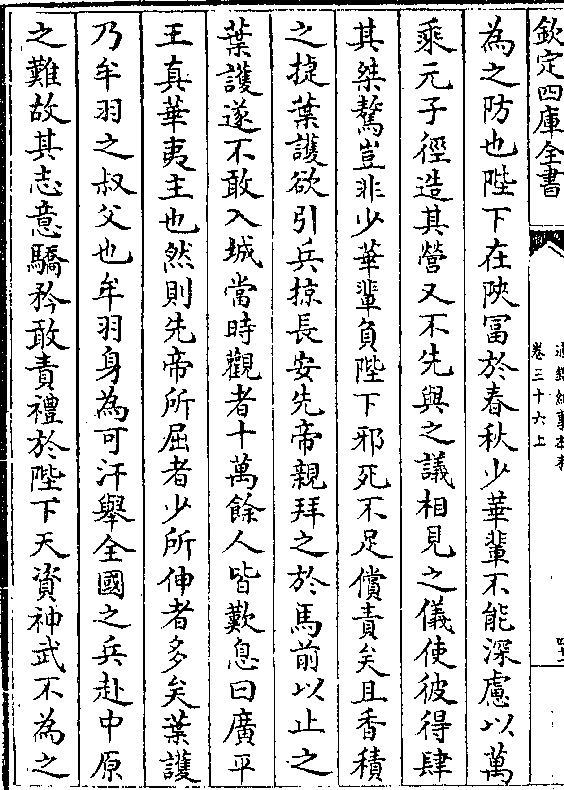 欽定四庫全書
通鑑紀事本末
卷三十六上
為之防也陛下在陜富於春秋少華輩不能深慮以萬
乘元子徑造其營又不先與之議相見之儀使彼得肆
其桀驁豈非少華輩負陛下邪死不足償責矣且香積
之捷葉護欲引兵掠長安先帝親拜之於馬前以止之
葉護遂不敢入城當時觀者十萬餘人皆歎息曰廣平
王真華夷主也然則先帝所屈者少所伸者多矣葉護
乃牟羽之叔父也牟羽身為可汗舉全國之兵赴中原
之難故其志意驕矜敢責禮於陛下天資神武不為之